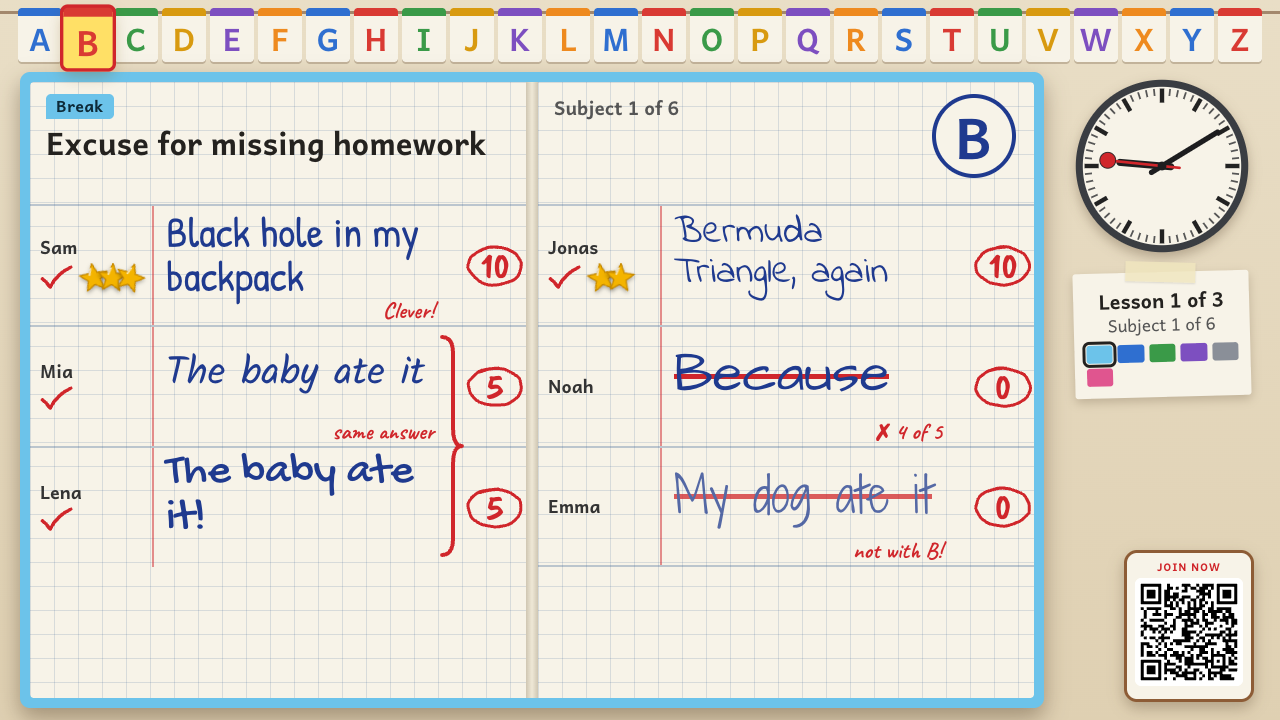 A B C D E F G H I J K L M N O P Q R S T U V W X Y Z
Break
Excuse for missing homework
Sam
Black hole in my
backpack
10
Clever!
Mia
The baby ate it
5
same answer
Lena
The baby ate
it!
5
Subject 1 of 6
B
Jonas
Bermuda
Triangle, again
10
Noah
Because
0
✗ 4 of 5
Emma
My dog ate it
0
not with B!
Lesson 1 of 3
Subject 1 of 6
JOIN NOW